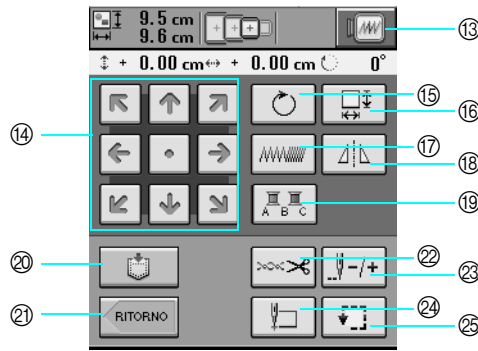 9.5 cm
9.6 cm
⑬
+ 0.00 cm + 0.00 cm 0°
⑭
⑮
⑯
⑰
⑱
A B C
⑲
⑳
㉒
-/+
㉓
㉑
RITORNO
㉔
㉕